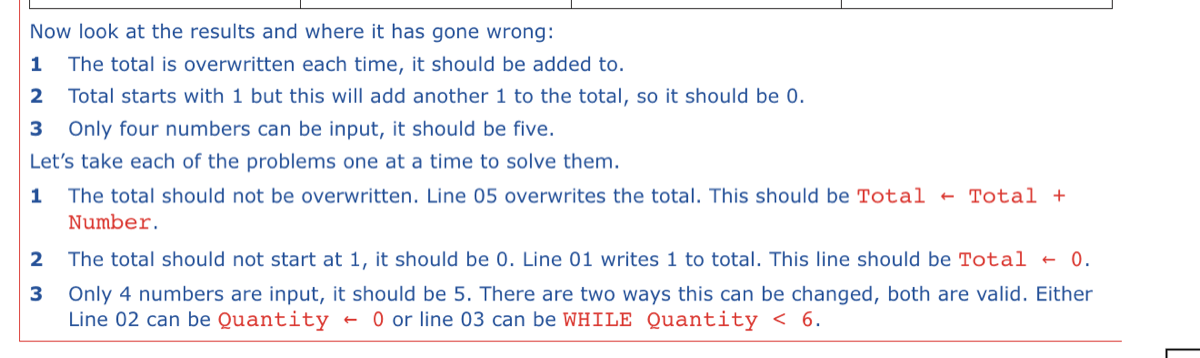 Now look at the results and where it has gone wrong:
1 The total is overwritten each time, it should be added to.
2 Total starts with 1 but this will add another 1 to the total, so it should be 0.
3 Only four numbers can be input, it should be five.
Let’s take each of the problems one at a time to solve them.
1 The total should not be overwritten. Line 05 overwrites the total. This should be Total ← Total +
Number.
2 The total should not start at 1, it should be 0. Line 01 writes 1 to total. This line should be Total ← 0.
3 Only 4 numbers are input, it should be 5. There are two ways this can be changed, both are valid. Either
Line 02 can be Quantity ← 0 or line 03 can be WHILE Quantity < 6.